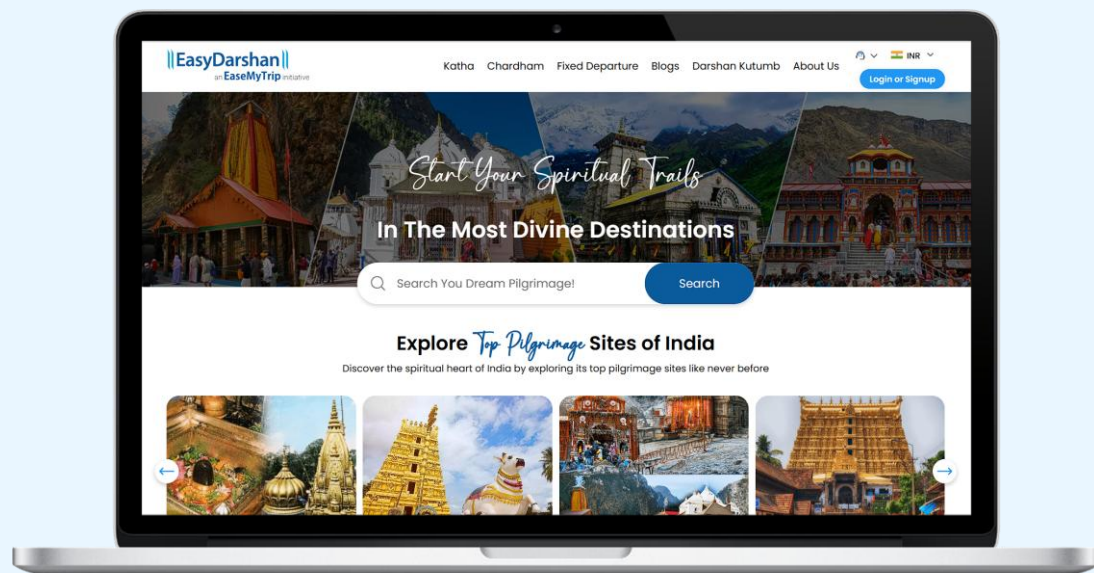 EasyDarshan
an EaseMyTrip initiative
Katha Chardham Fixed Departure Blogs Darshan Kutumb About Us
INR
Login or Signup
Start Your Spiritual Trails
In The Most Divine Destinations
Search You Dream Pilgrimage!
Search
Explore Top Pilgrimage Sites of India
Discover the spiritual heart of India by exploring its top pilgrimage sites like never before